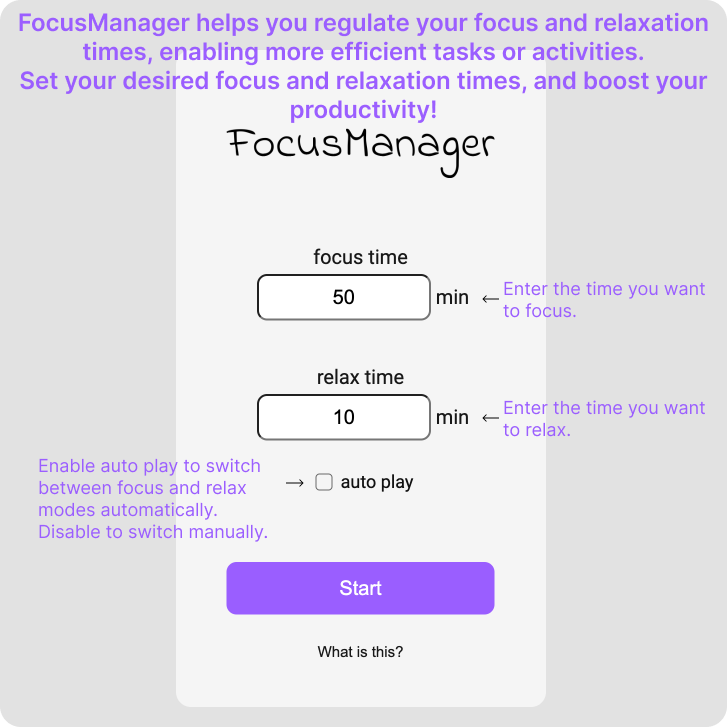 FocusManager helps you regulate your focus and relaxation
times, enabling more efficient tasks or activities.
Set your desired focus and relaxation times, and boost your
productivity!
FocusManager
focus time
50 min ← Enter the time you want
to focus.
relax time
10 min ← Enter the time you want
to relax.
Enable auto play to switch
between focus and relax
modes automatically.
Disable to switch manually.
→ auto play
Start
What is this?